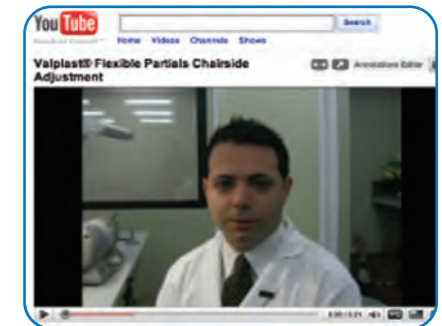 You Tube
Search
Home Videos Channels Shows
Valplast® Flexible Partials Chairside
Adjustment
Annotations Editor